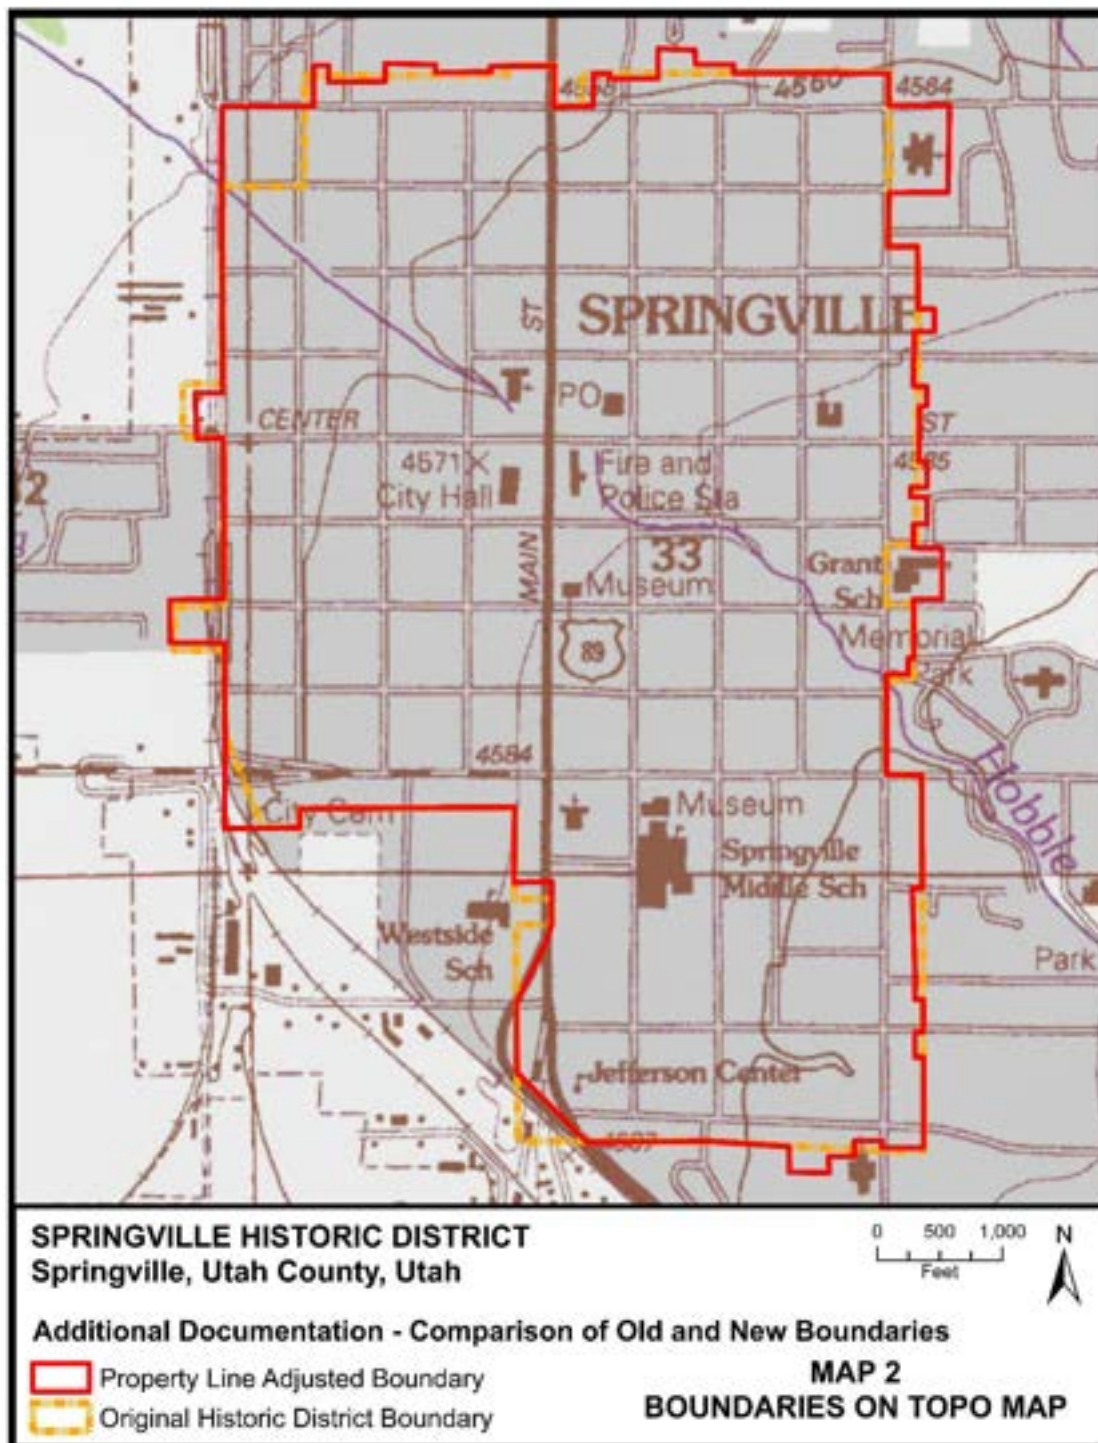 4560
4584
SPRINGVILLE
ST
PO
CENTER
ST
4571
4585
City Hall
Fire and
Police Sta
MAIN
33
Grant
Sch
Museum
89
Memorial
Park
4584
Hobble
City Cem
Museum
Springville
Middle Sch
Westside
Sch
Park
Jefferson Center
SPRINGVILLE HISTORIC DISTRICT
Springville, Utah County, Utah
0 500 1,000
Feet
N
Additional Documentation - Comparison of Old and New Boundaries
Property Line Adjusted Boundary
Original Historic District Boundary
MAP 2
BOUNDARIES ON TOPO MAP